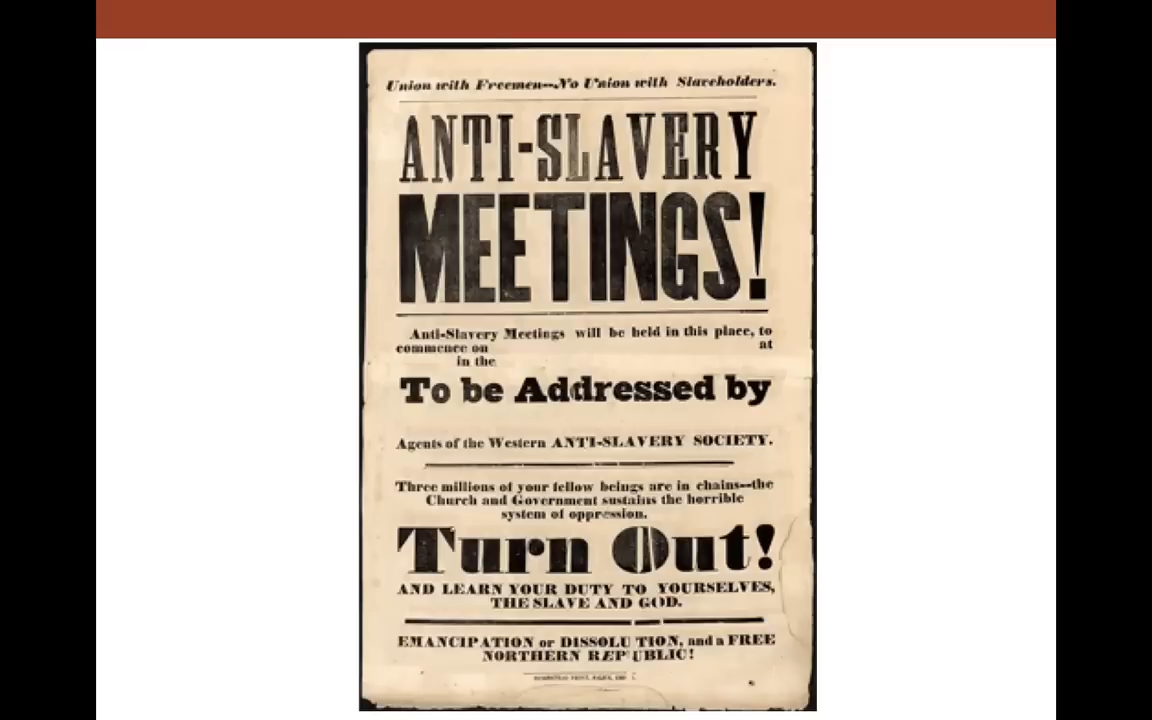 Union with Freemen--No Union with Slaveholders.
ANTI-SLAVERY
MEETINGS!
Anti-Slavery Meetings will be held in this place, to
commence on at
in the
To be Addressed by
Agents of the Western ANTI-SLAVERY SOCIETY.
Three millions of your fellow beings are in chains--the
Church and Government sustains the horrible
system of oppression.
Turn Out!
AND LEARN YOUR DUTY TO YOURSELVES,
THE SLAVE AND GOD.
EMANCIPATION or DISSOLUTION, and a FREE
NORTHERN REPUBLIC!